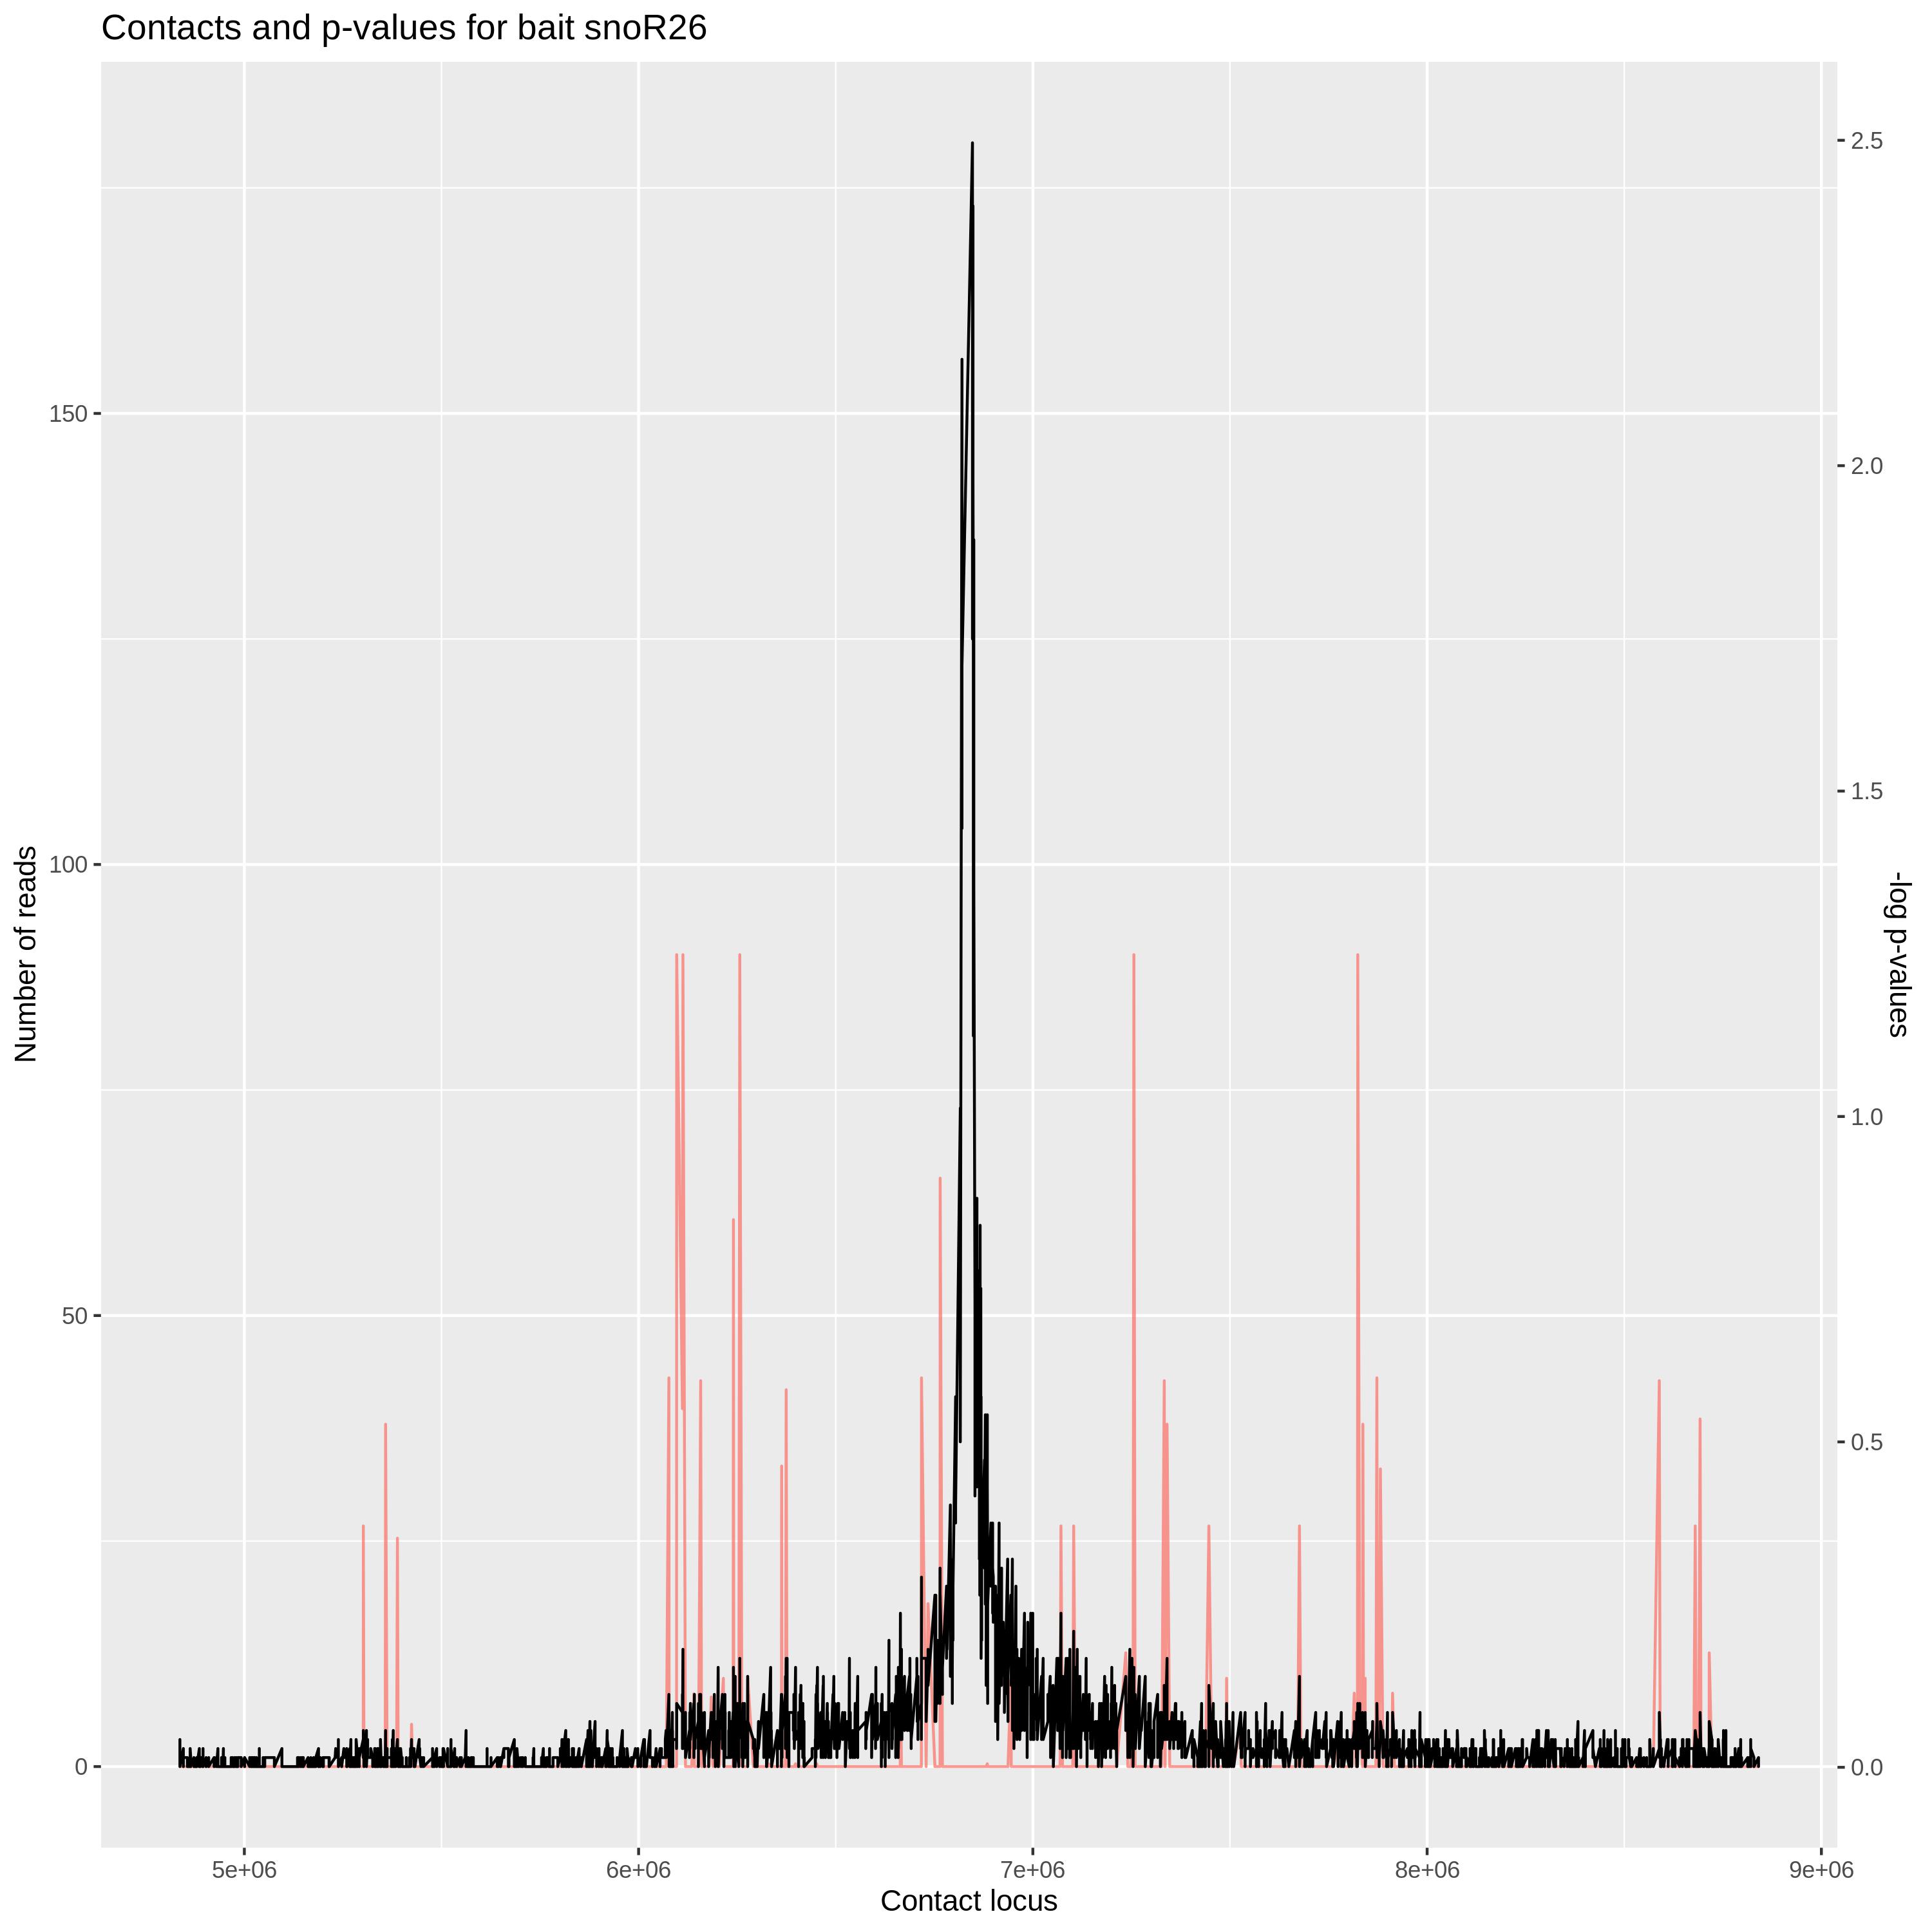 Contacts and p-values for bait snoR26
Number of reads
150
100
50
0
2.5
2.0
1.5
1.0
0.5
0.0
-log p-values
5e+06
6e+06
7e+06
8e+06
9e+06
Contact locus